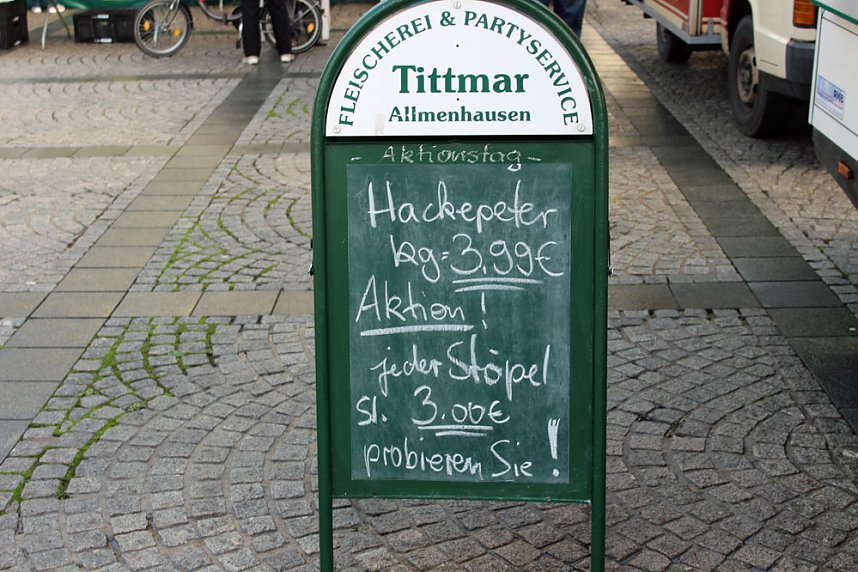 FLEISCHEREI & PARTYSERVICE
Tittmar
Allmenhausen
- Aktionstag -
Hackepeter
kg = 3.99€
Aktion!
jeder Stöpel
St. 3.00€
probieren Sie!